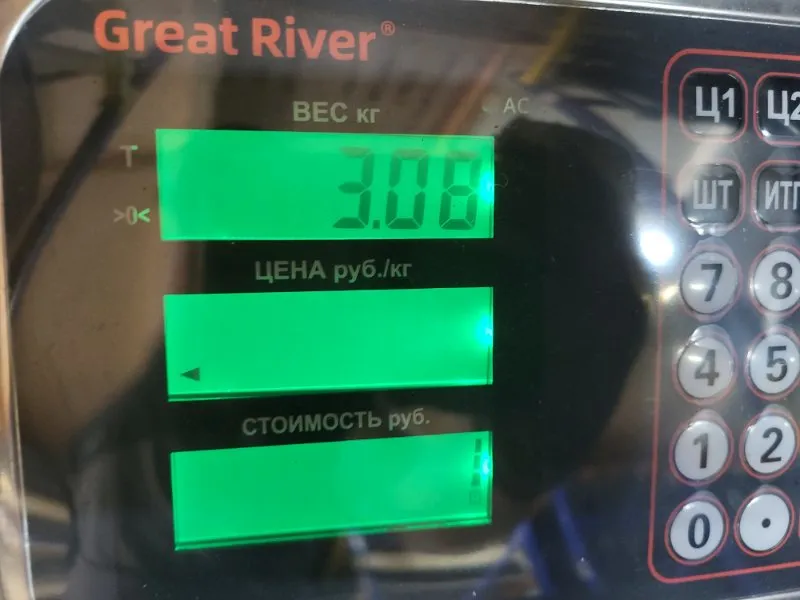 Great River®
ВЕС кг
AC
T
3.08
>0<
ЦЕНА руб./кг
СТОИМОСТЬ руб.
Ц1 Ц2
ШТ ИТГ
7 8
4 5
1 2
0 •